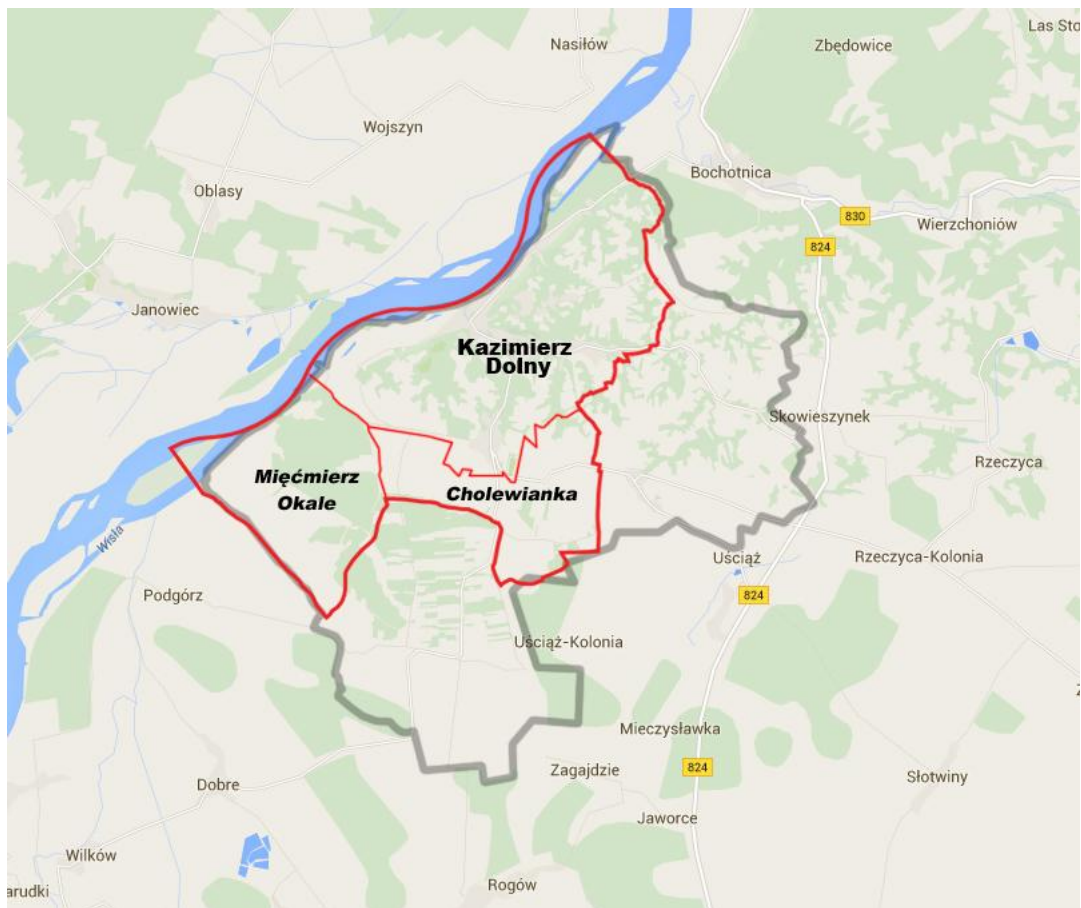 Las Sto
Nasiłów
Zbędowice
Wojszyn
Bochotnica
Oblasy
830
Wierzchoniów
824
Janowiec
Kazimierz
Dolny
Skowieszynek
Rzeczyca
Mięćmierz
Okale
Cholewianka
Wisła
Uściąż
Rzeczyca-Kolonia
Podgórz
824
Uściąż-Kolonia
Ż
Mieczysławka
Zagajdzie
824
Słotwiny
Dobre
Jaworce
Wilków
Rogów
arudki